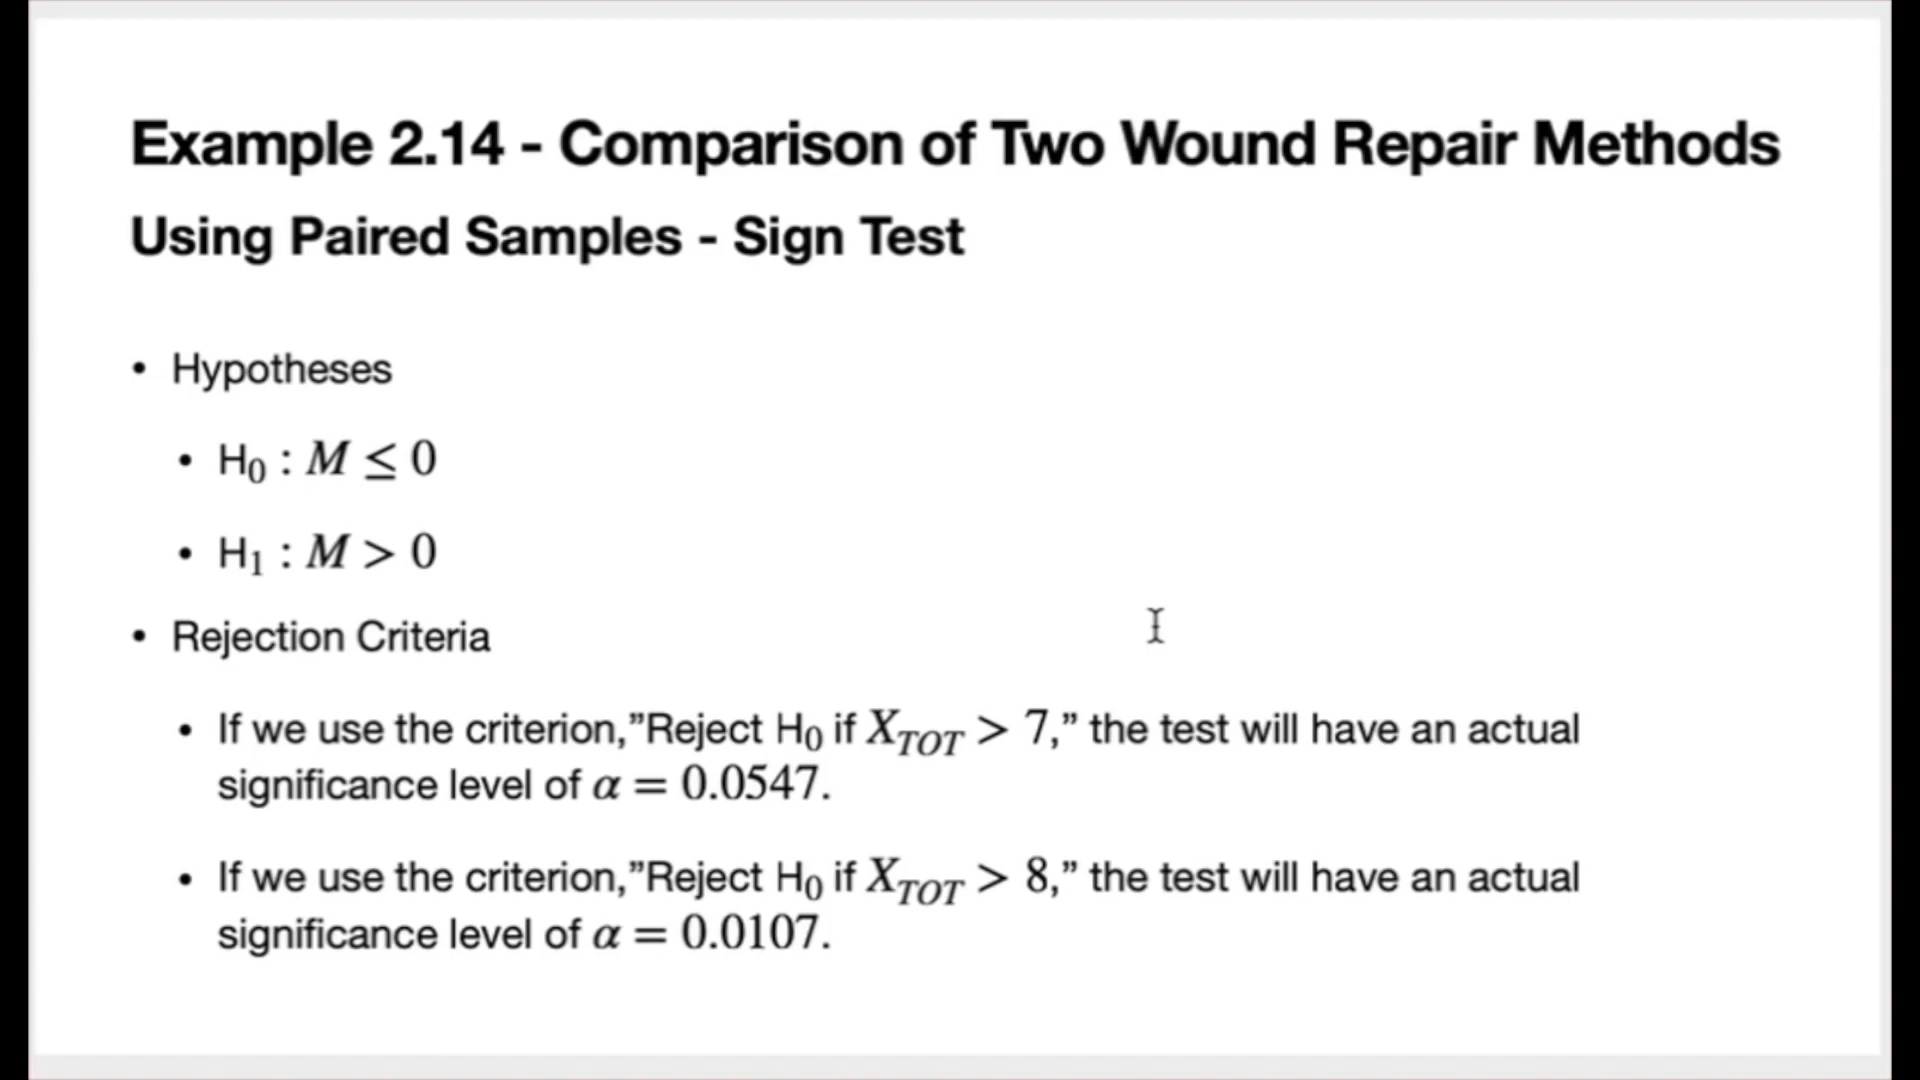 Example 2.14 - Comparison of Two Wound Repair Methods
Using Paired Samples - Sign Test
• Hypotheses
• H₀ : M ≤ 0
• H₁ : M > 0
• Rejection Criteria
• If we use the criterion,”Reject H₀ if X_TOT > 7,” the test will have an actual
significance level of α = 0.0547.
• If we use the criterion,”Reject H₀ if X_TOT > 8,” the test will have an actual
significance level of α = 0.0107.